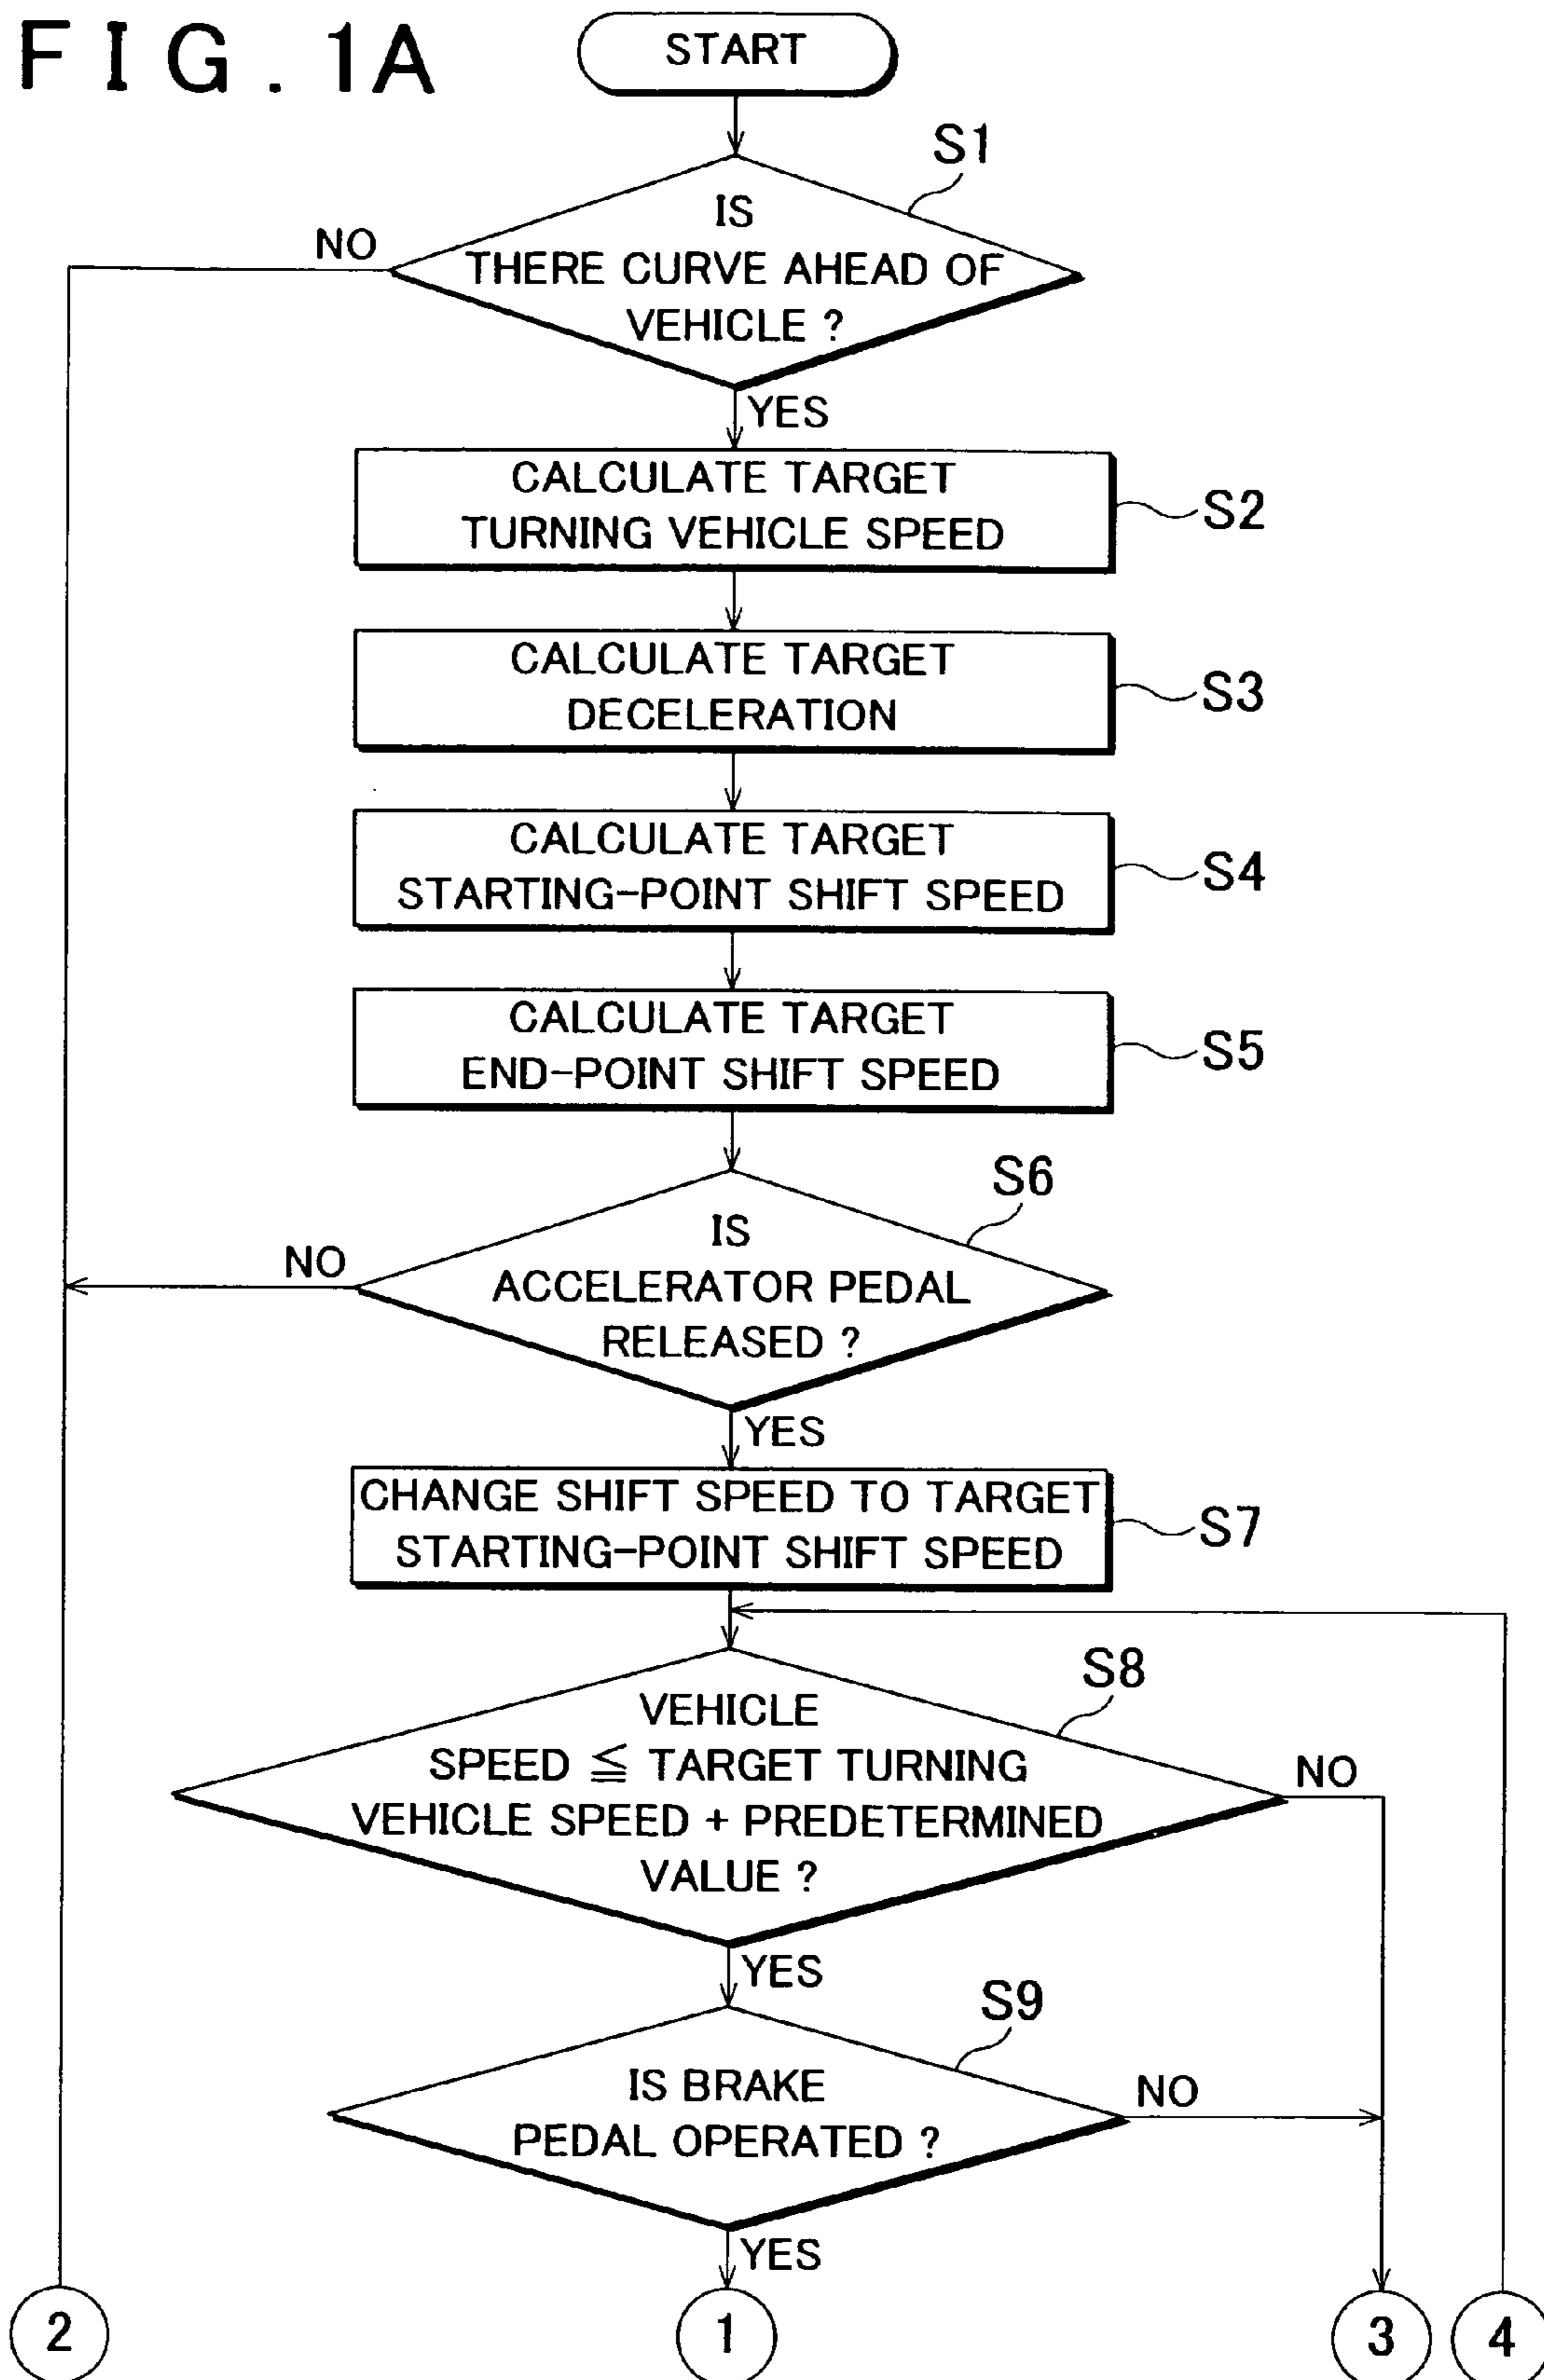 FIG. 1A
START
S1
IS
THERE CURVE AHEAD OF
VEHICLE ?
NO
YES
CALCULATE TARGET
TURNING VEHICLE SPEED
S2
CALCULATE TARGET
DECELERATION
S3
CALCULATE TARGET
STARTING-POINT SHIFT SPEED
S4
CALCULATE TARGET
END-POINT SHIFT SPEED
S5
S6
IS
ACCELERATOR PEDAL
RELEASED ?
NO
YES
CHANGE SHIFT SPEED TO TARGET
STARTING-POINT SHIFT SPEED
S7
S8
VEHICLE
SPEED ≦ TARGET TURNING
VEHICLE SPEED + PREDETERMINED
VALUE ?
NO
YES
S9
IS BRAKE
PEDAL OPERATED ?
NO
YES
2
1
3
4